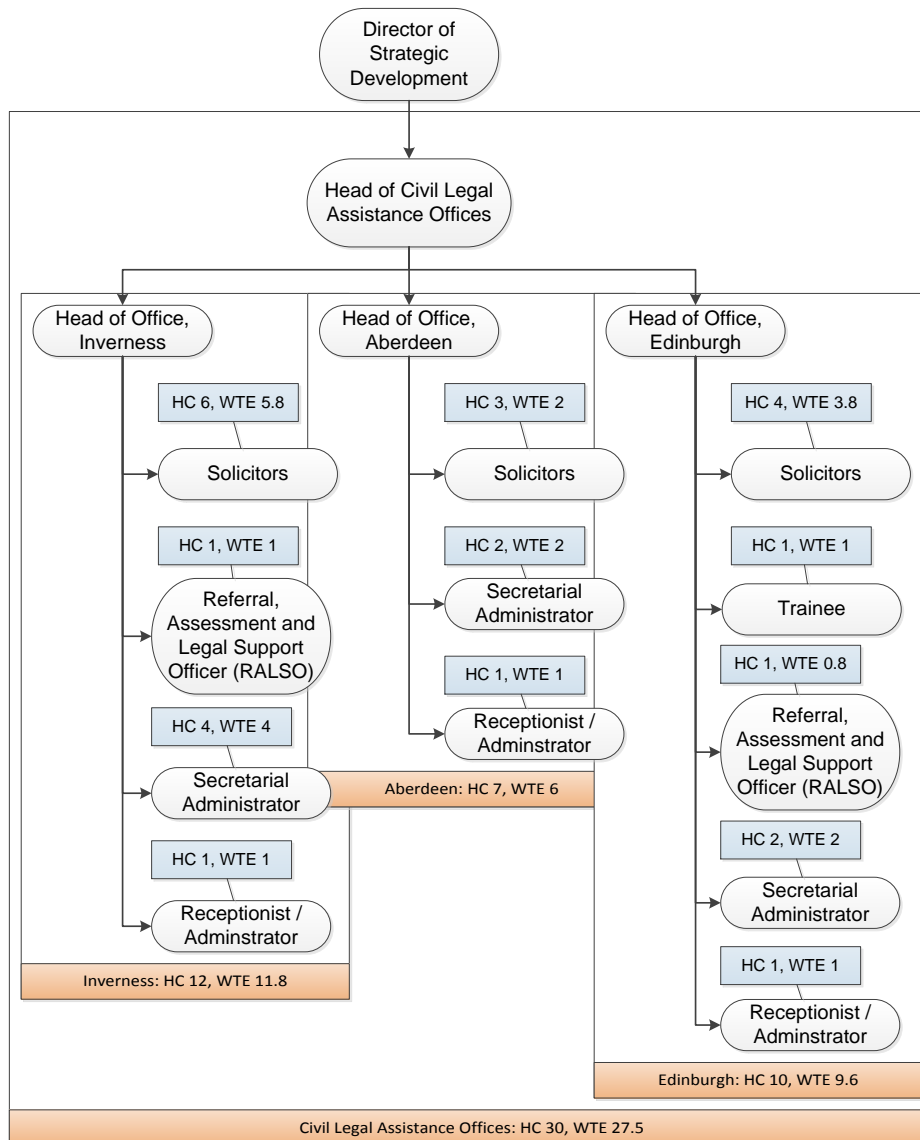 Director of
Strategic
Development
Head of Civil Legal
Assistance Offices
Head of Office,
Inverness
HC 6, WTE 5.8
Solicitors
HC 1, WTE 1
Referral,
Assessment and
Legal Support
Officer (RALSO)
HC 4, WTE 4
Secretarial
Administrator
HC 1, WTE 1
Receptionist /
Adminstrator
Inverness: HC 12, WTE 11.8
Head of Office,
Aberdeen
HC 3, WTE 2
Solicitors
HC 2, WTE 2
Secretarial
Administrator
HC 1, WTE 1
Receptionist /
Adminstrator
Aberdeen: HC 7, WTE 6
Head of Office,
Edinburgh
HC 4, WTE 3.8
Solicitors
HC 1, WTE 1
Trainee
HC 1, WTE 0.8
Referral,
Assessment and
Legal Support
Officer (RALSO)
HC 2, WTE 2
Secretarial
Administrator
HC 1, WTE 1
Receptionist /
Adminstrator
Edinburgh: HC 10, WTE 9.6
Civil Legal Assistance Offices: HC 30, WTE 27.5